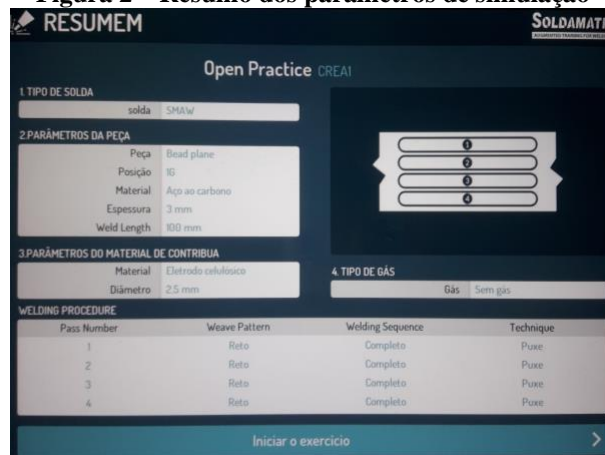 Figura 2 – Resumo dos parâmetros de simulação
RESUMEM
SOLDAMATI
AUGMENTED TRAINING FOR WELD
Open Practice CREA1
1. TIPO DE SOLDA
solda SMAW
2.PARÂMETROS DA PEÇA
Peça Bead plane
Posição 1G
Material Aço ao carbono
Espessura 3 mm
Weld Length 100 mm
1
2
3
4
3.PARÂMETROS DO MATERIAL DE CONTRIBUA
Material Eletrodo celulósico
Diâmetro 2,5 mm
4. TIPO DE GÁS
Gás Sem gás
WELDING PROCEDURE
Pass Number Weave Pattern Welding Sequence Technique
1 Reto Completo Puxe
2 Reto Completo Puxe
3 Reto Completo Puxe
4 Reto Completo Puxe
Iniciar o exercício